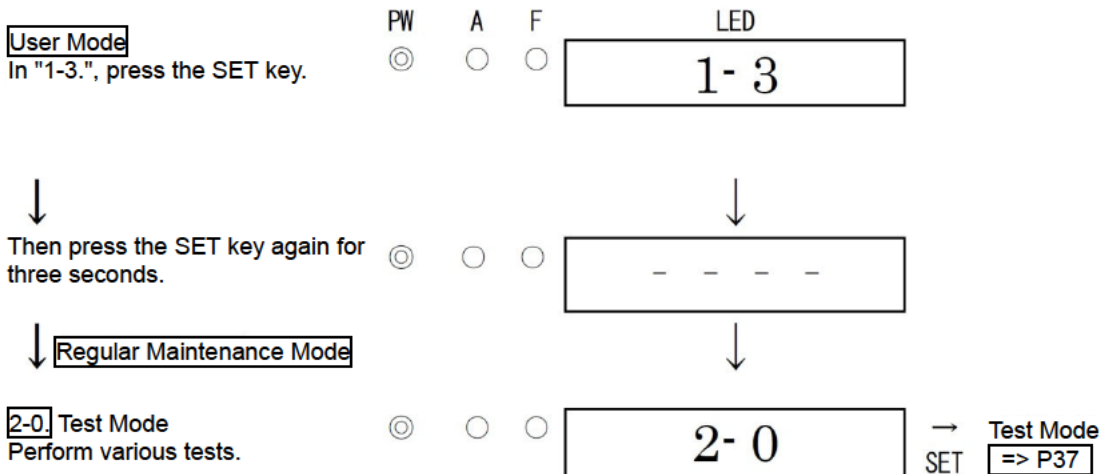 PW A F LED
User Mode
In "1-3.", press the SET key.
1- 3
Then press the SET key again for
three seconds.
- - - -
Regular Maintenance Mode
2-0. Test Mode
Perform various tests.
2- 0
→ Test Mode
SET => P37